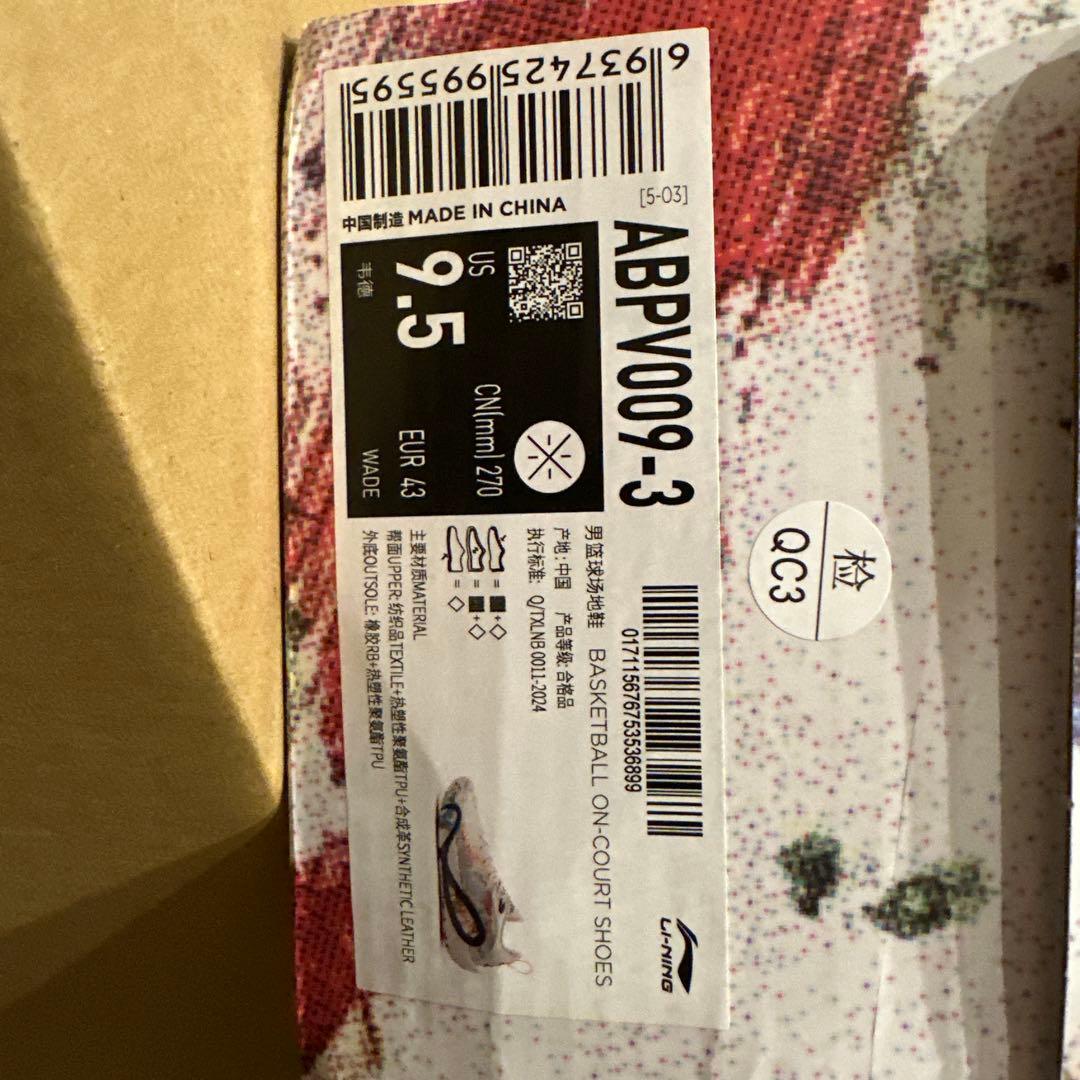 6 937425 995595
中国制造 MADE IN CHINA
[5-03]
ABPV009-3
US
9.5
CN(mm) 270
EUR 43
韦德
WADE
男篮球场地鞋 BASKETBALL ON-COURT SHOES
产地:中国 产品等级:合格品
执行标准: Q/TXLNB 0011-2024
主要材质MATERIAL
帮面UPPER:纺织品TEXTILE+热塑性聚氨酯TPU+合成革SYNTHETIC LEATHER
外底OUTSOLE: 橡胶RB+热塑性聚氨酯TPU
0171156767535368​99
LI-NING
检
QC3